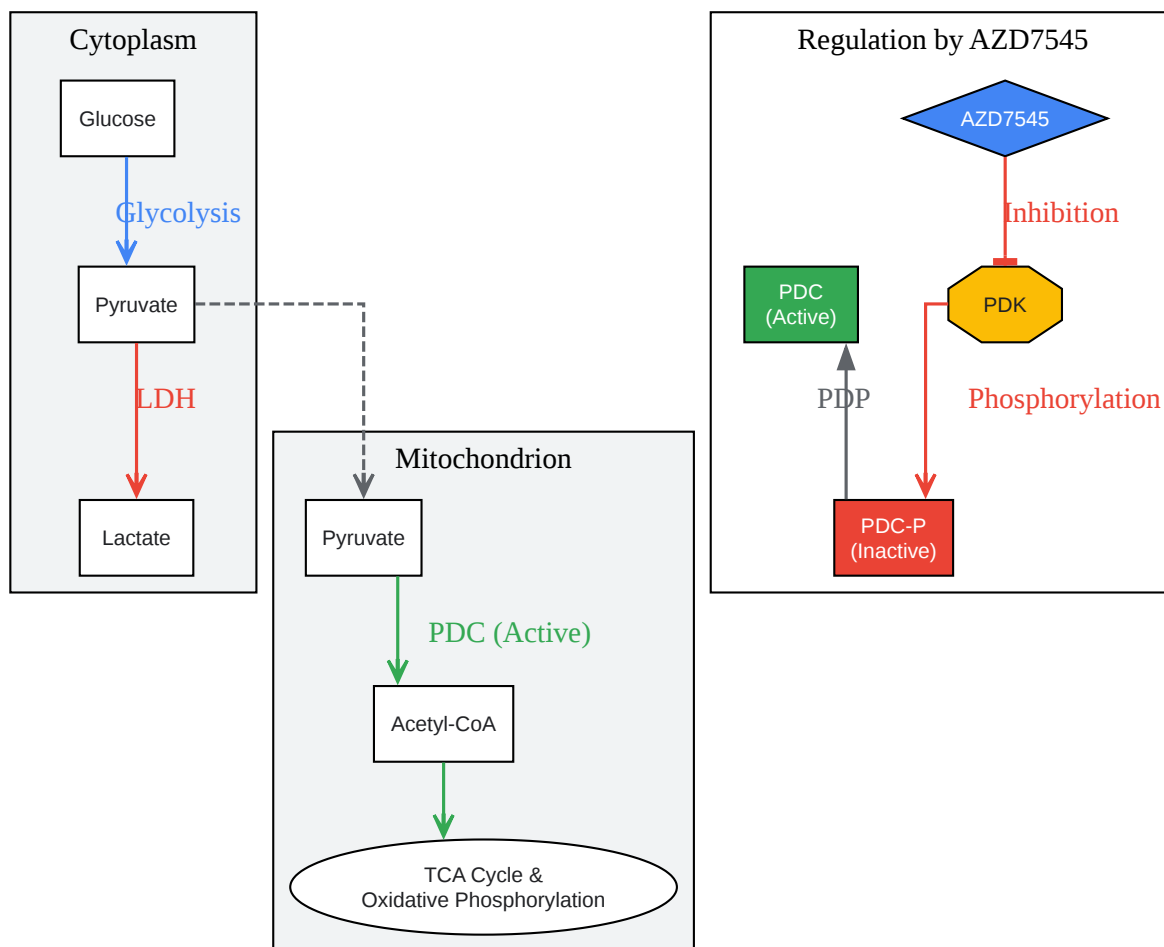 Cytoplasm
Glucose
Glycolysis
Pyruvate
LDH
Lactate
Mitochondrion
Pyruvate
PDC (Active)
Acetyl-CoA
TCA Cycle &
Oxidative Phosphorylation
Regulation by AZD7545
AZD7545
Inhibition
PDC
(Active)
PDK
PDP
Phosphorylation
PDC-P
(Inactive)